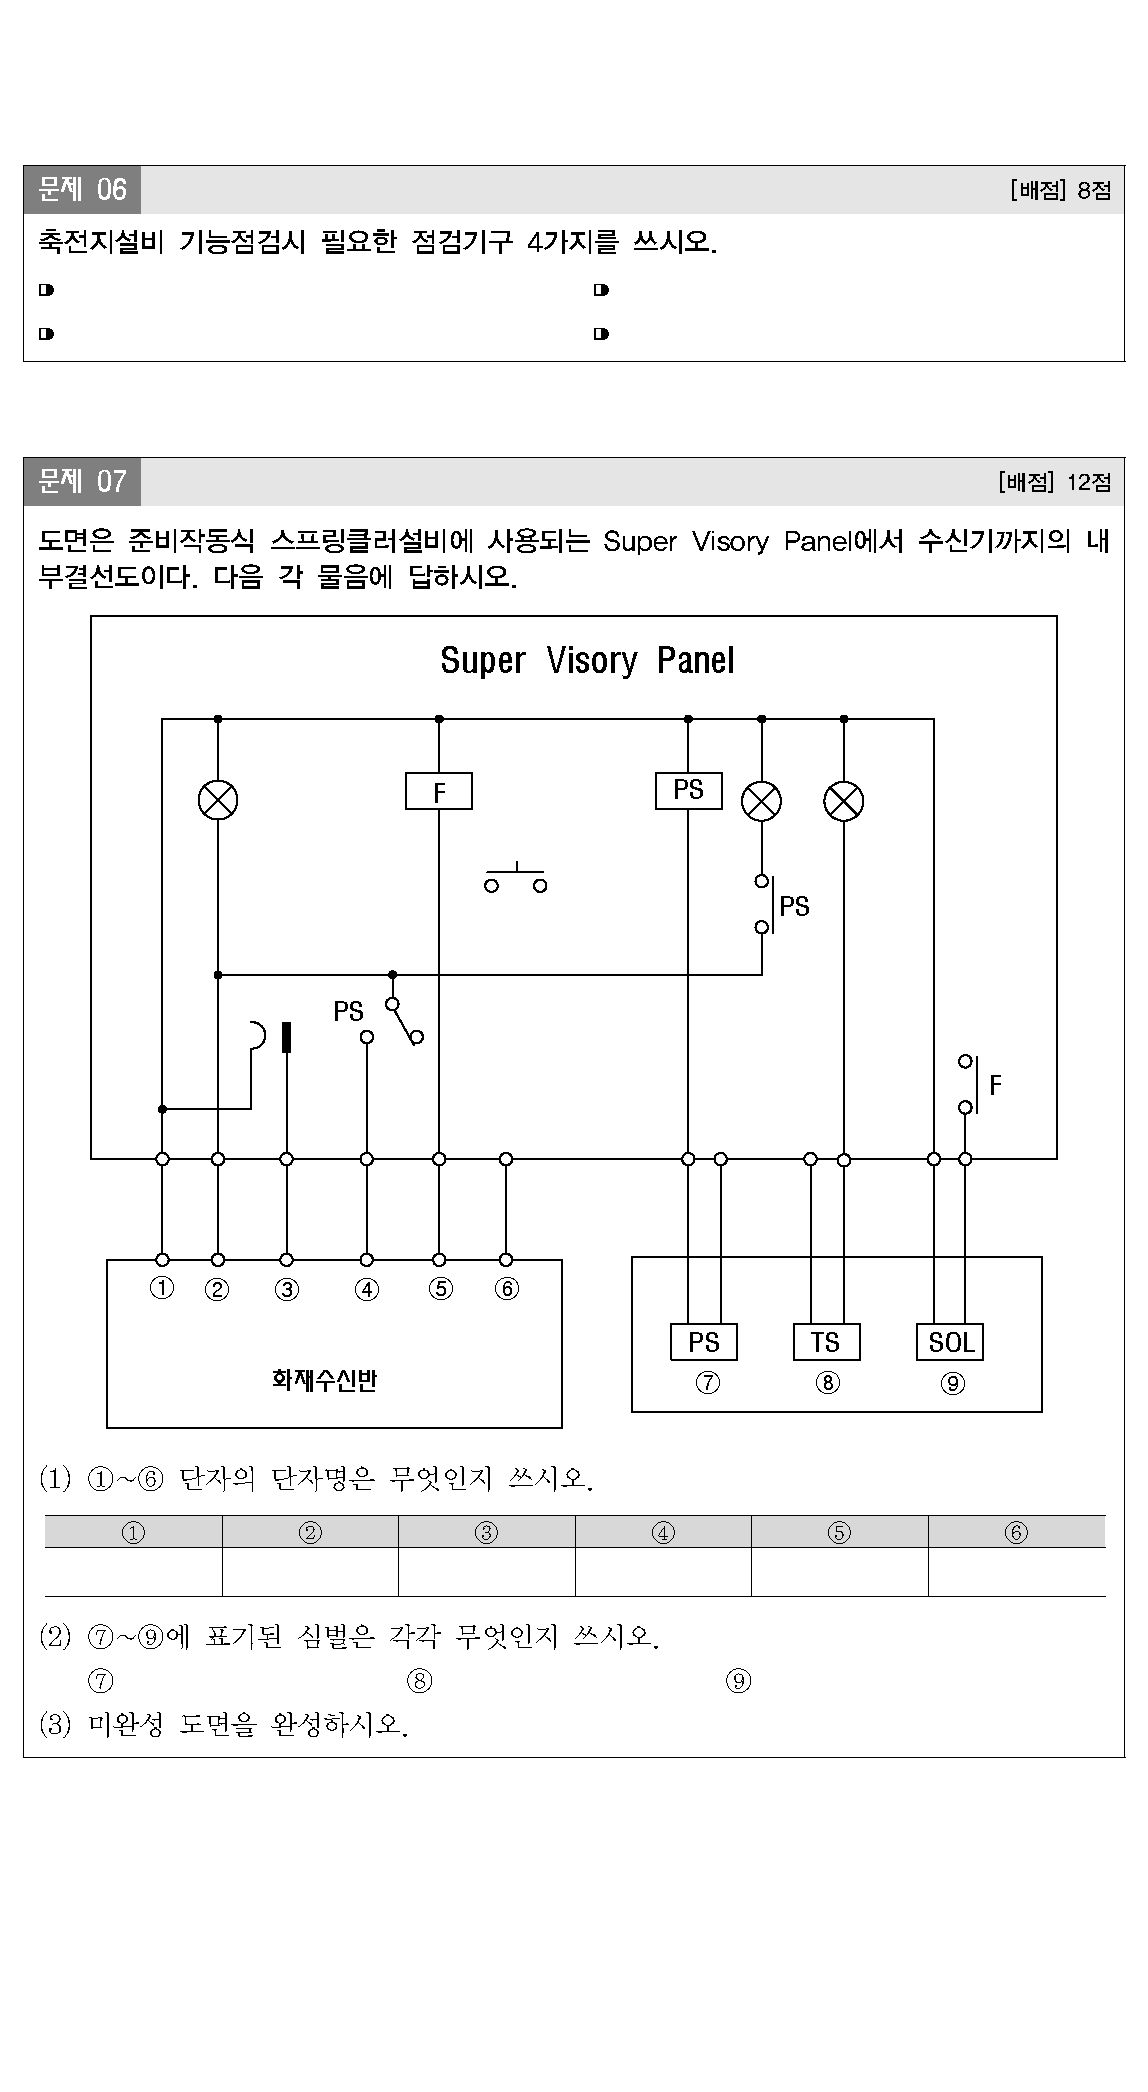 문제 06
[배점] 8점
축전지설비 기능점검시 필요한 점검기구 4가지를 쓰시오.
문제 07
[배점] 12점
도면은 준비작동식 스프링클러설비에 사용되는 Super Visory Panel에서 수신기까지의 내
부결선도이다. 다음 각 물음에 답하시오.
Super Visory Panel
F
PS
PS
PS
F
① ② ③ ④ ⑤ ⑥
화재수신반
PS TS SOL
⑦ ⑧ ⑨
(1) ①~⑥ 단자의 단자명은 무엇인지 쓰시오.
① ② ③ ④ ⑤ ⑥
(2) ⑦~⑨에 표기된 심벌은 각각 무엇인지 쓰시오.
⑦ ⑧ ⑨
(3) 미완성 도면을 완성하시오.